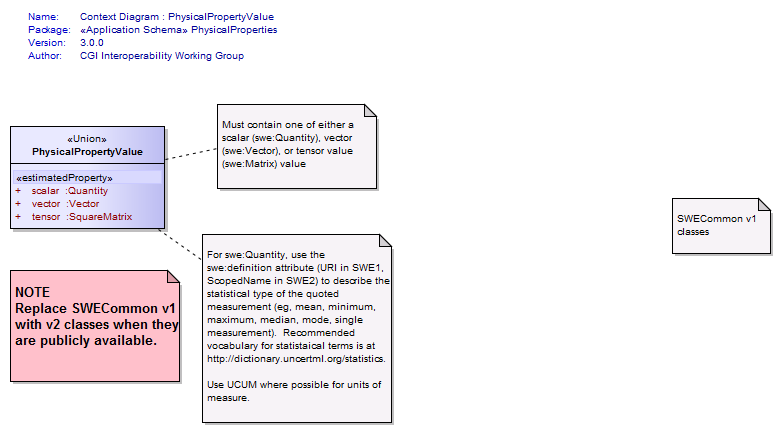 Name: Context Diagram : PhysicalPropertyValue
Package: «Application Schema» PhysicalProperties
Version: 3.0.0
Author: CGI Interoperability Working Group
«Union»
PhysicalPropertyValue
«estimatedProperty»
+ scalar :Quantity
+ vector :Vector
+ tensor :SquareMatrix
Must contain one of either a
scalar (swe:Quantity), vector
(swe:Vector), or tensor value
(swe:Matrix) value
SWECommon v1
classes
For swe:Quantity, use the
swe:definition attribute (URI in SWE1,
ScopedName in SWE2) to describe the
statistical type of the quoted
measurement (eg, mean, minimum,
maximum, median, mode, single
measurement). Recommended
vocabulary for statistaical terms is at
http://dictionary.uncertml.org/statistics.
Use UCUM where possible for units of
measure.
NOTE
Replace SWECommon v1
with v2 classes when they
are publicly available.